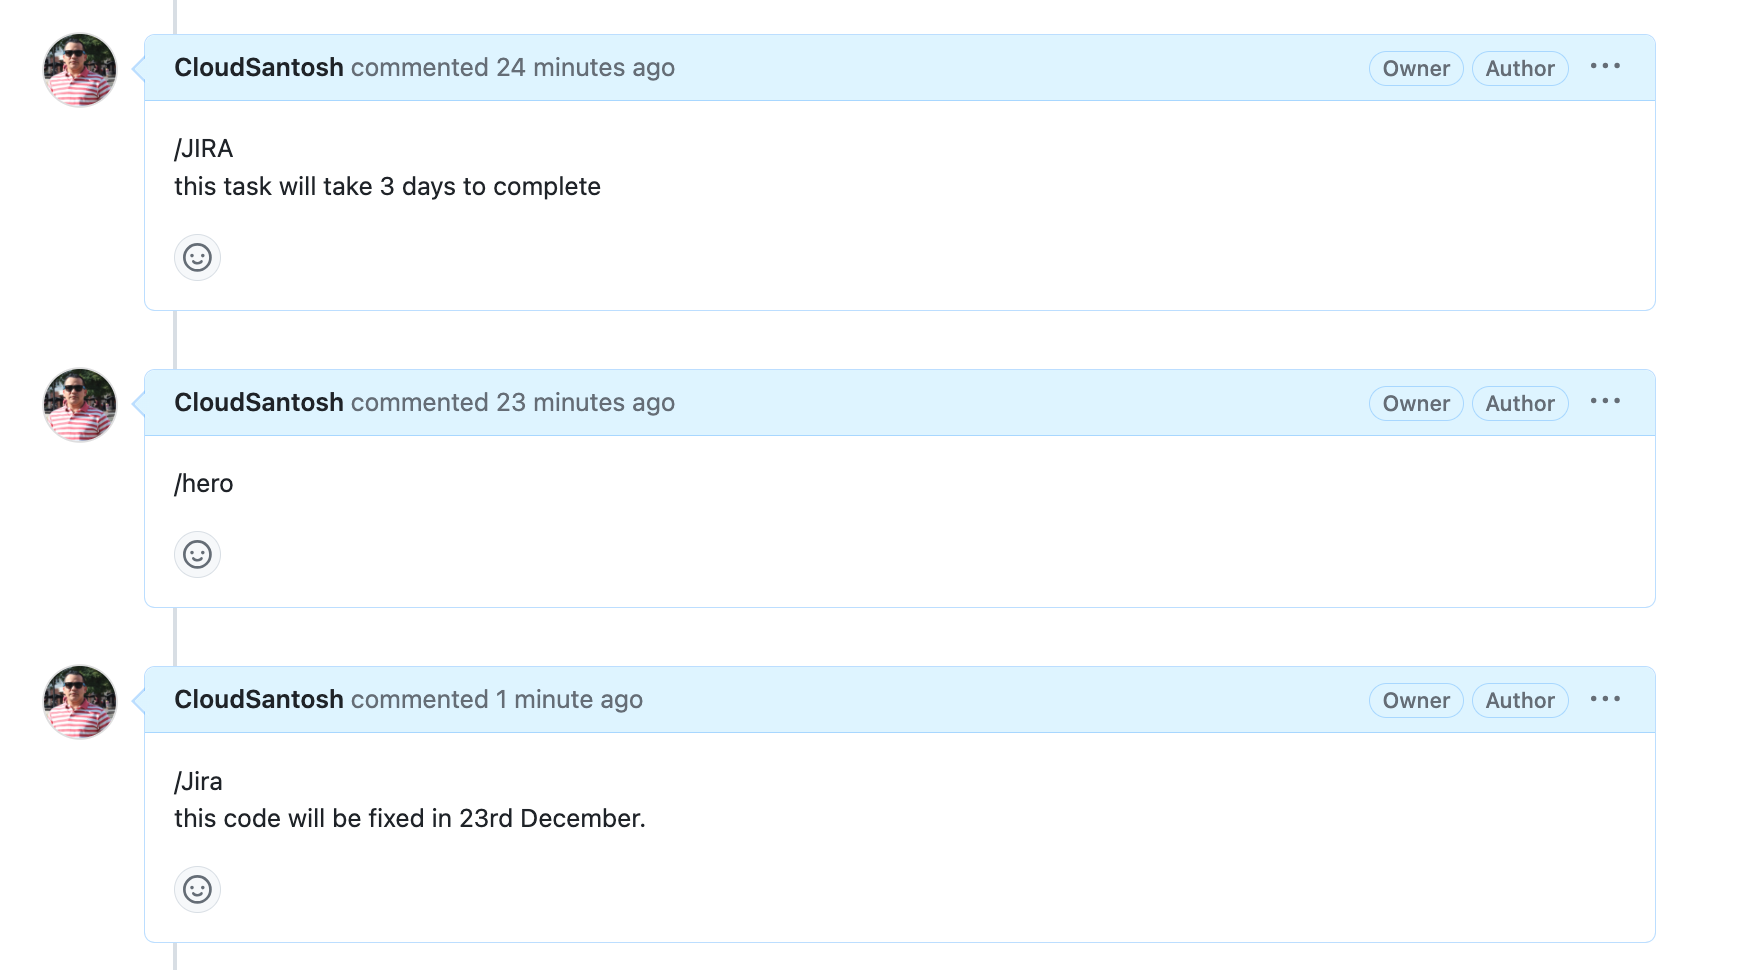 CloudSantosh commented 24 minutes ago Owner Author
/JIRA
this task will take 3 days to complete
CloudSantosh commented 23 minutes ago Owner Author
/hero
CloudSantosh commented 1 minute ago Owner Author
/Jira
this code will be fixed in 23rd December.